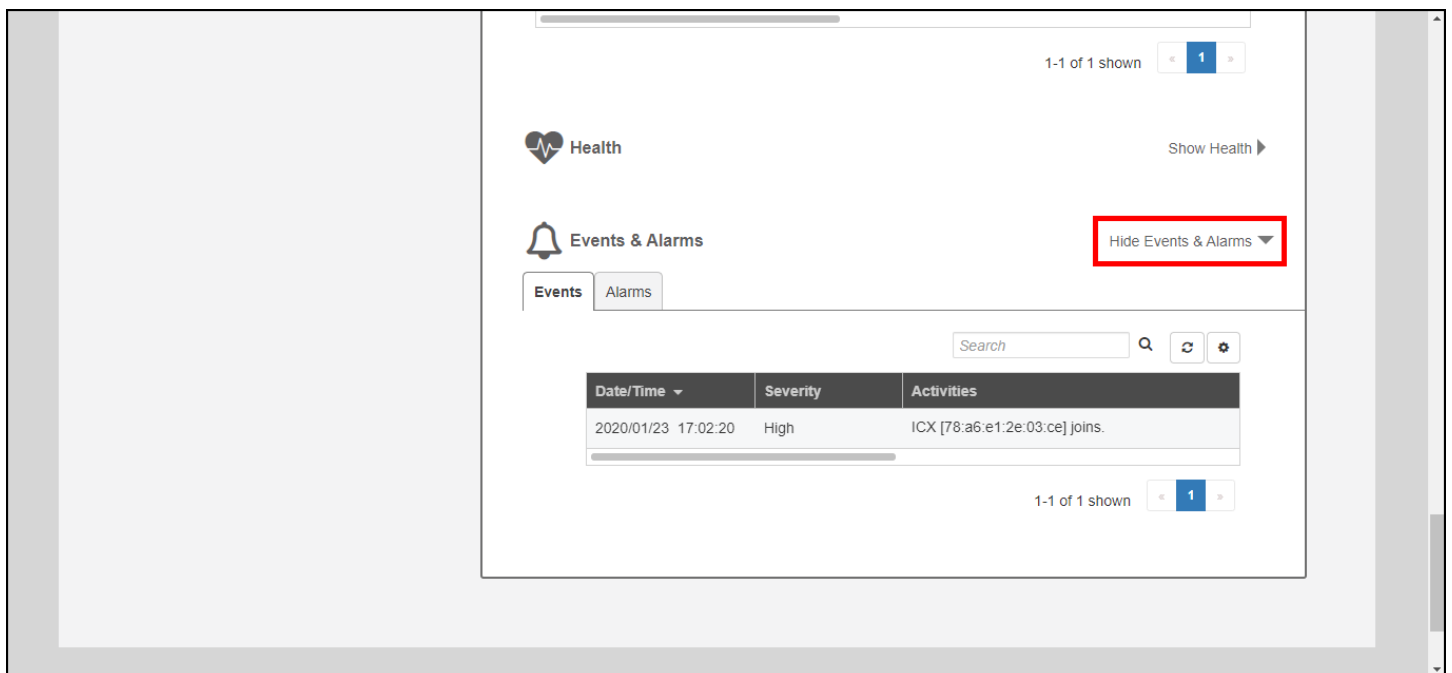 1-1 of 1 shown « 1 »
Health Show Health
Events & Alarms Hide Events & Alarms
Events Alarms
Search
Date/Time Severity Activities
2020/01/23 17:02:20 High ICX [78:a6:e1:2e:03:ce] joins.
1-1 of 1 shown « 1 »